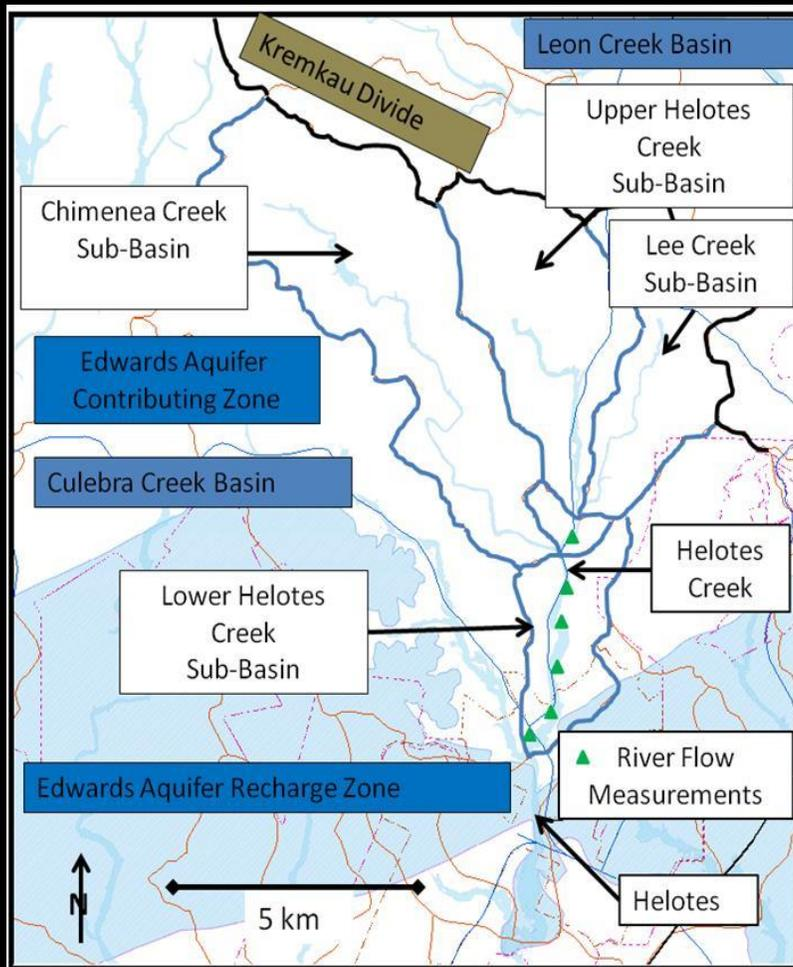 Leon Creek Basin
Kremkau Divide
Upper Helotes
Creek
Sub-Basin
Chimenea Creek
Sub-Basin
Lee Creek
Sub-Basin
Edwards Aquifer
Contributing Zone
Culebra Creek Basin
Helotes
Creek
Lower Helotes
Creek
Sub-Basin
Edwards Aquifer Recharge Zone
River Flow
Measurements
N
5 km
Helotes